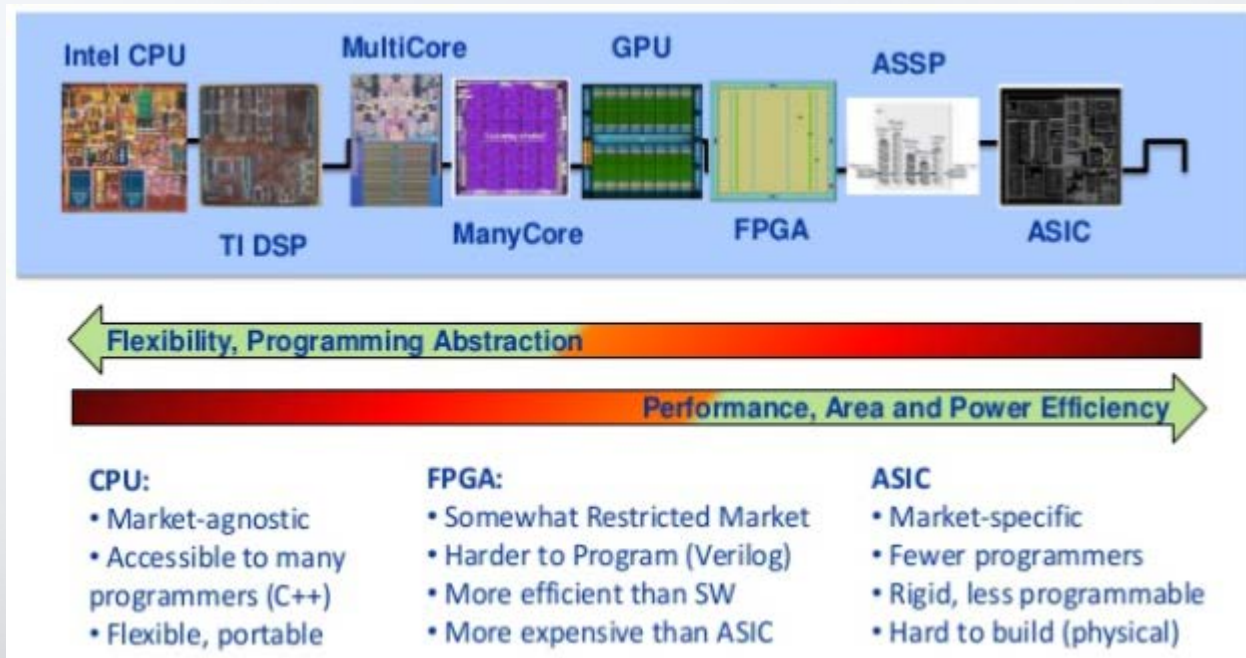 Intel CPU
MultiCore
GPU
ASSP
TI DSP
ManyCore
FPGA
ASIC
Flexibility, Programming Abstraction
Performance, Area and Power Efficiency
CPU:
• Market-agnostic
• Accessible to many
programmers (C++)
• Flexible, portable
FPGA:
• Somewhat Restricted Market
• Harder to Program (Verilog)
• More efficient than SW
• More expensive than ASIC
ASIC
• Market-specific
• Fewer programmers
• Rigid, less programmable
• Hard to build (physical)